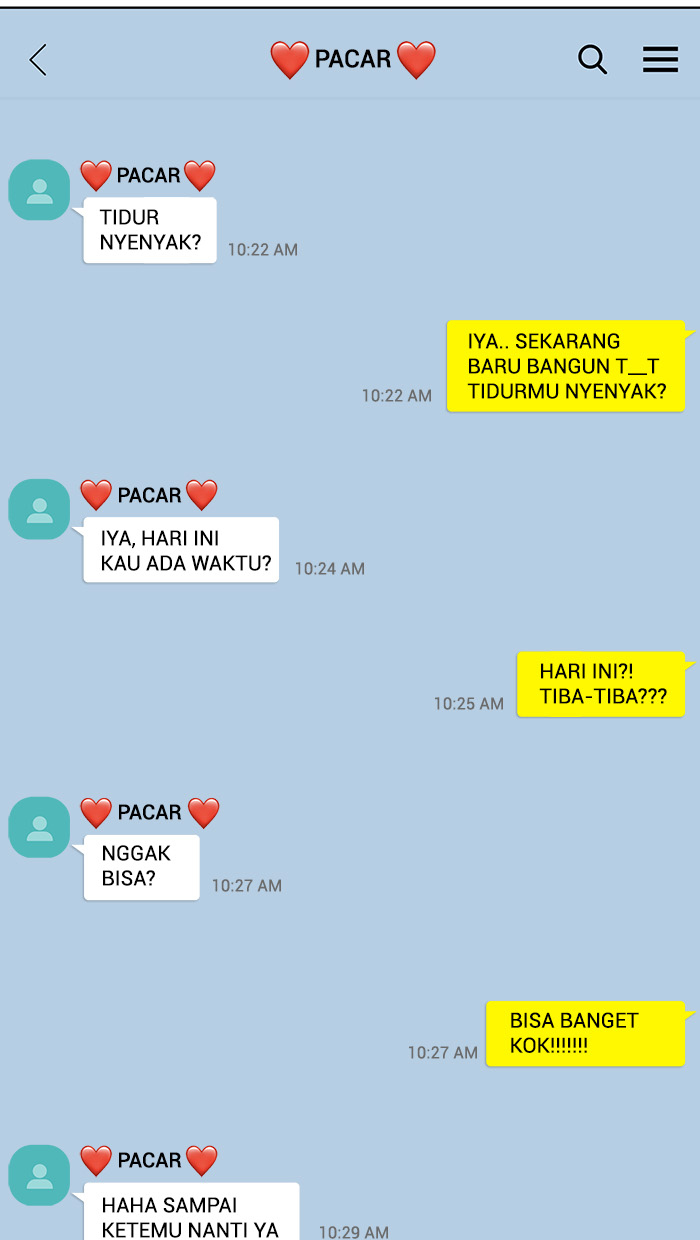 ❤️ PACAR ❤️
❤️ PACAR ❤️
TIDUR
NYENYAK?
10:22 AM
IYA.. SEKARANG
BARU BANGUN T__T
TIDURMU NYENYAK?
10:22 AM
❤️ PACAR ❤️
IYA, HARI INI
KAU ADA WAKTU?
10:24 AM
HARI INI?!
TIBA-TIBA???
10:25 AM
❤️ PACAR ❤️
NGGAK
BISA?
10:27 AM
BISA BANGET
KOK!!!!!!!
10:27 AM
❤️ PACAR ❤️
HAHA SAMPAI
KETEMU NANTI YA
10:29 AM